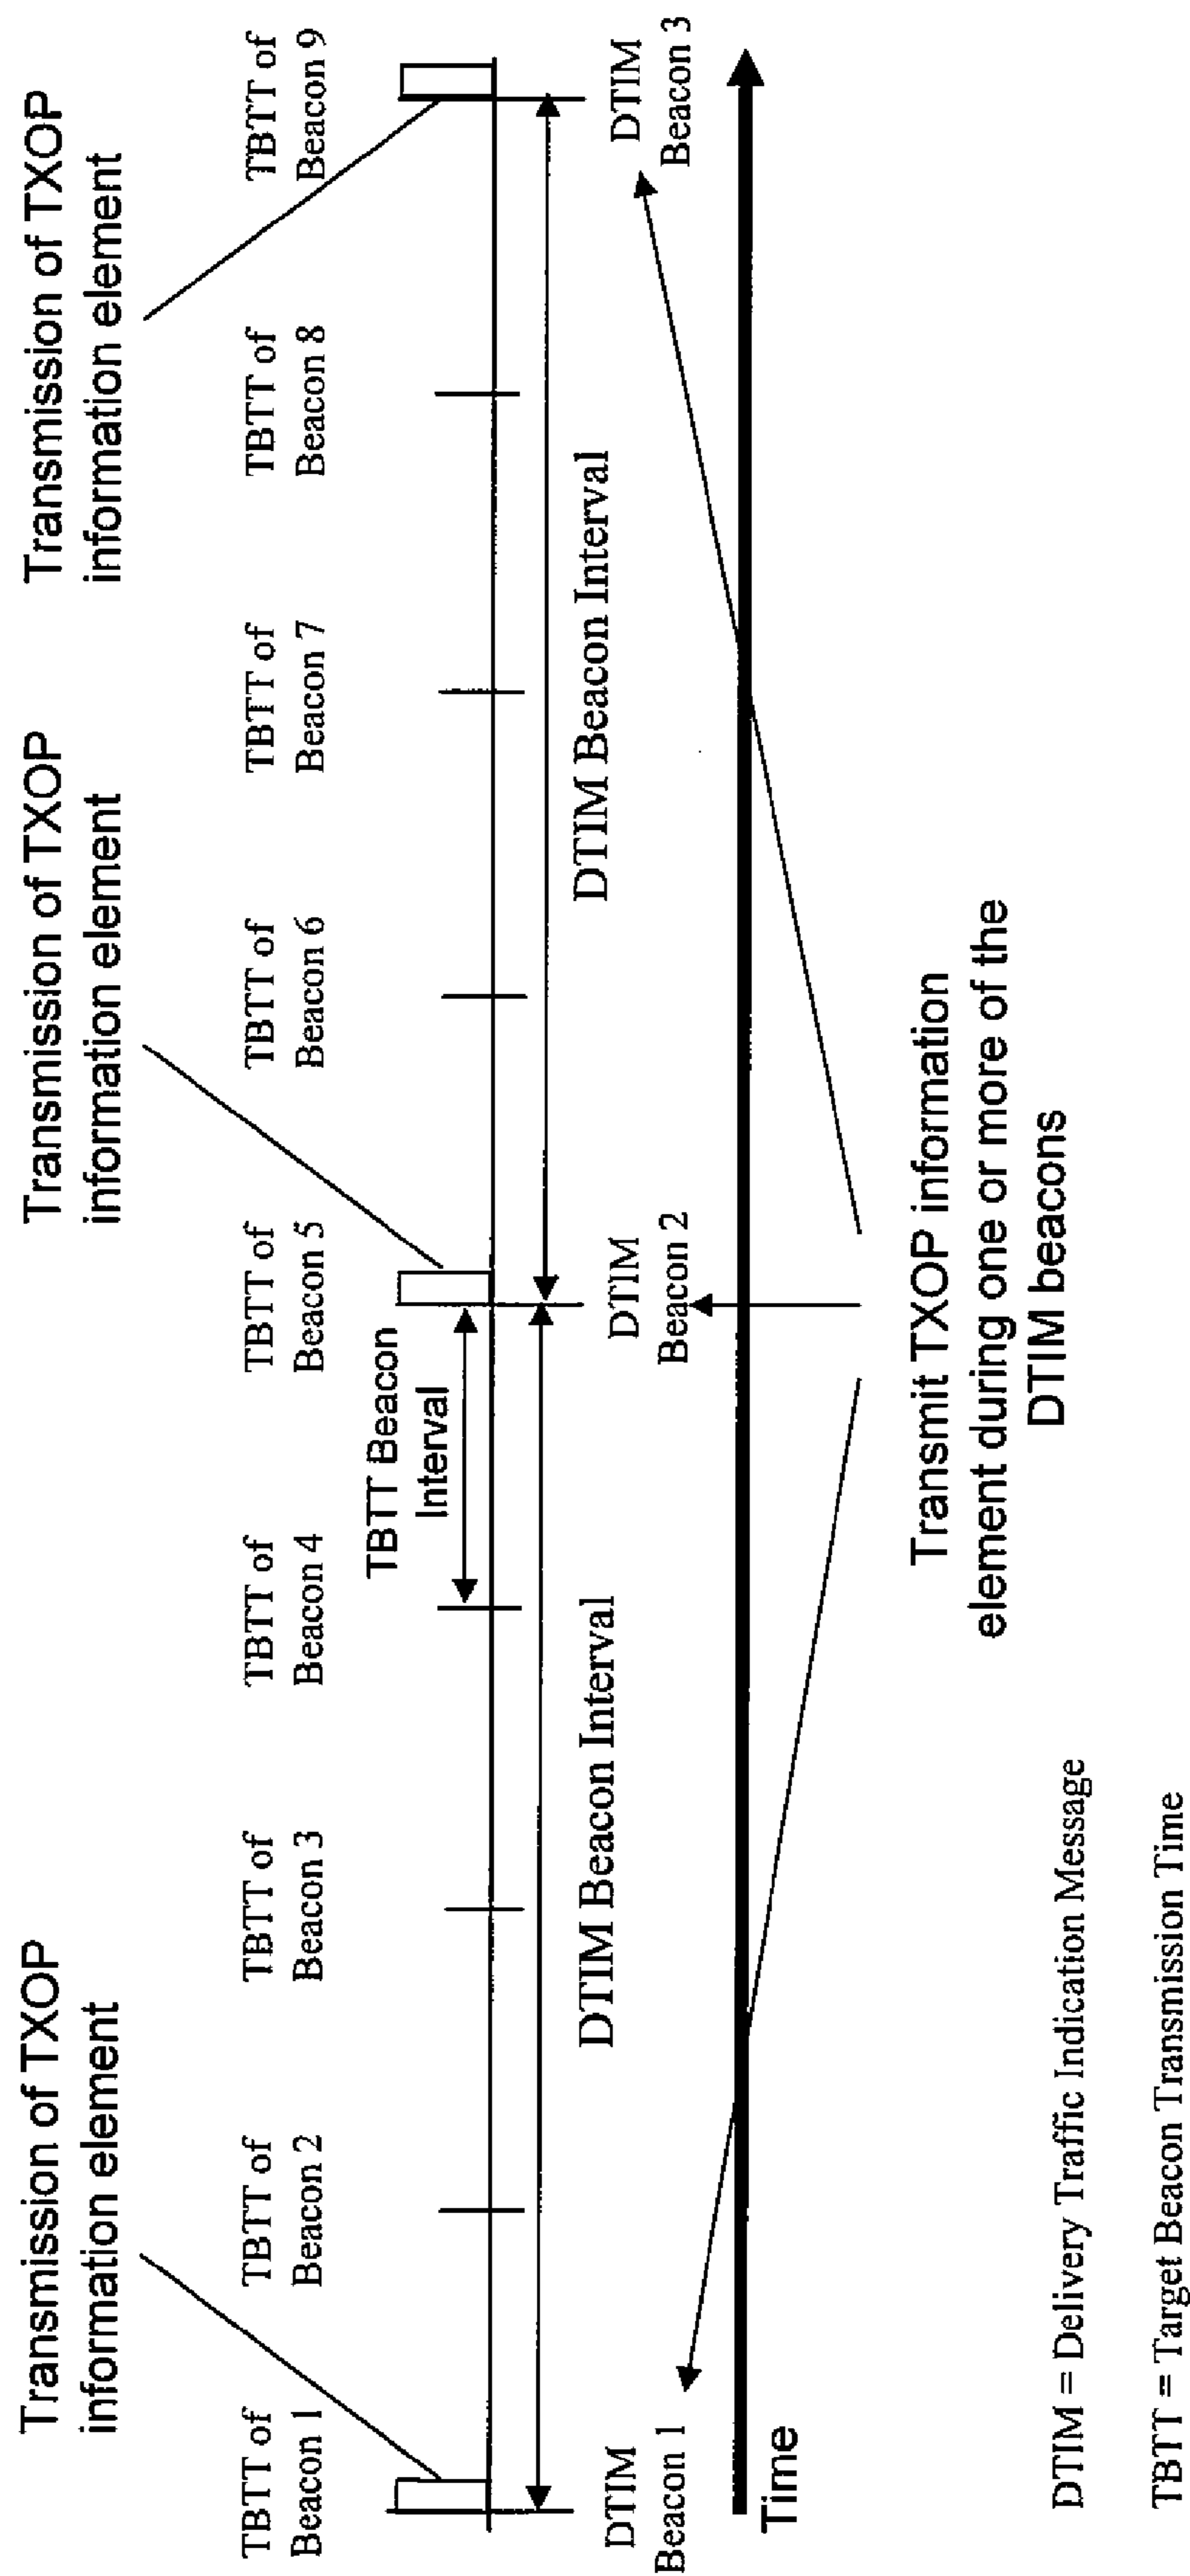 Transmission of TXOP
information element
Transmission of TXOP
information element
Transmission of TXOP
information element
TBTT of
Beacon 1
TBTT of
Beacon 2
TBTT of
Beacon 3
TBTT of
Beacon 4
TBTT of
Beacon 5
TBTT of
Beacon 6
TBTT of
Beacon 7
TBTT of
Beacon 8
TBTT of
Beacon 9
TBTT Beacon
Interval
DTIM Beacon Interval
DTIM Beacon Interval
DTIM
Beacon 1
DTIM
Beacon 2
DTIM
Beacon 3
Time
Transmit TXOP information
element during one or more of the
DTIM beacons
DTIM = Delivery Traffic Indication Message
TBTT = Target Beacon Transmission Time